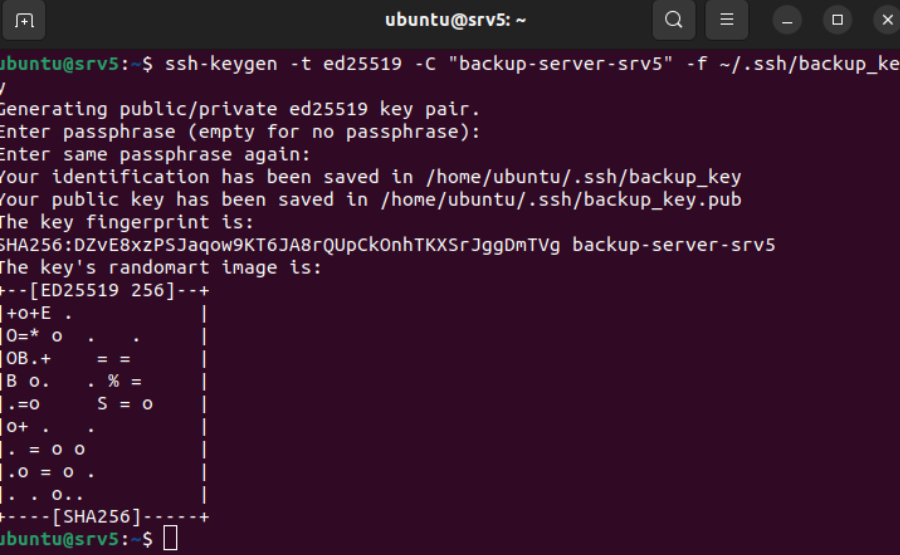 ubuntu@srv5: ~
ubuntu@srv5:~$ ssh-keygen -t ed25519 -C "backup-server-srv5" -f ~/.ssh/backup_ke
y
Generating public/private ed25519 key pair.
Enter passphrase (empty for no passphrase):
Enter same passphrase again:
Your identification has been saved in /home/ubuntu/.ssh/backup_key
Your public key has been saved in /home/ubuntu/.ssh/backup_key.pub
The key fingerprint is:
SHA256:DZvE8xzPSJaqow9KT6JA8rQUpCkOnhTKXSrJggDmTVg backup-server-srv5
The key's randomart image is:
+--[ED25519 256]--+
|+o+E .           |
|O=* o  .   .     |
|OB.+    = =      |
|B o.   . % =     |
|.=o     S = o    |
|o+ .   .         |
|. = o o          |
|.o = o .         |
|. . o..          |
+----[SHA256]-----+
ubuntu@srv5:~$